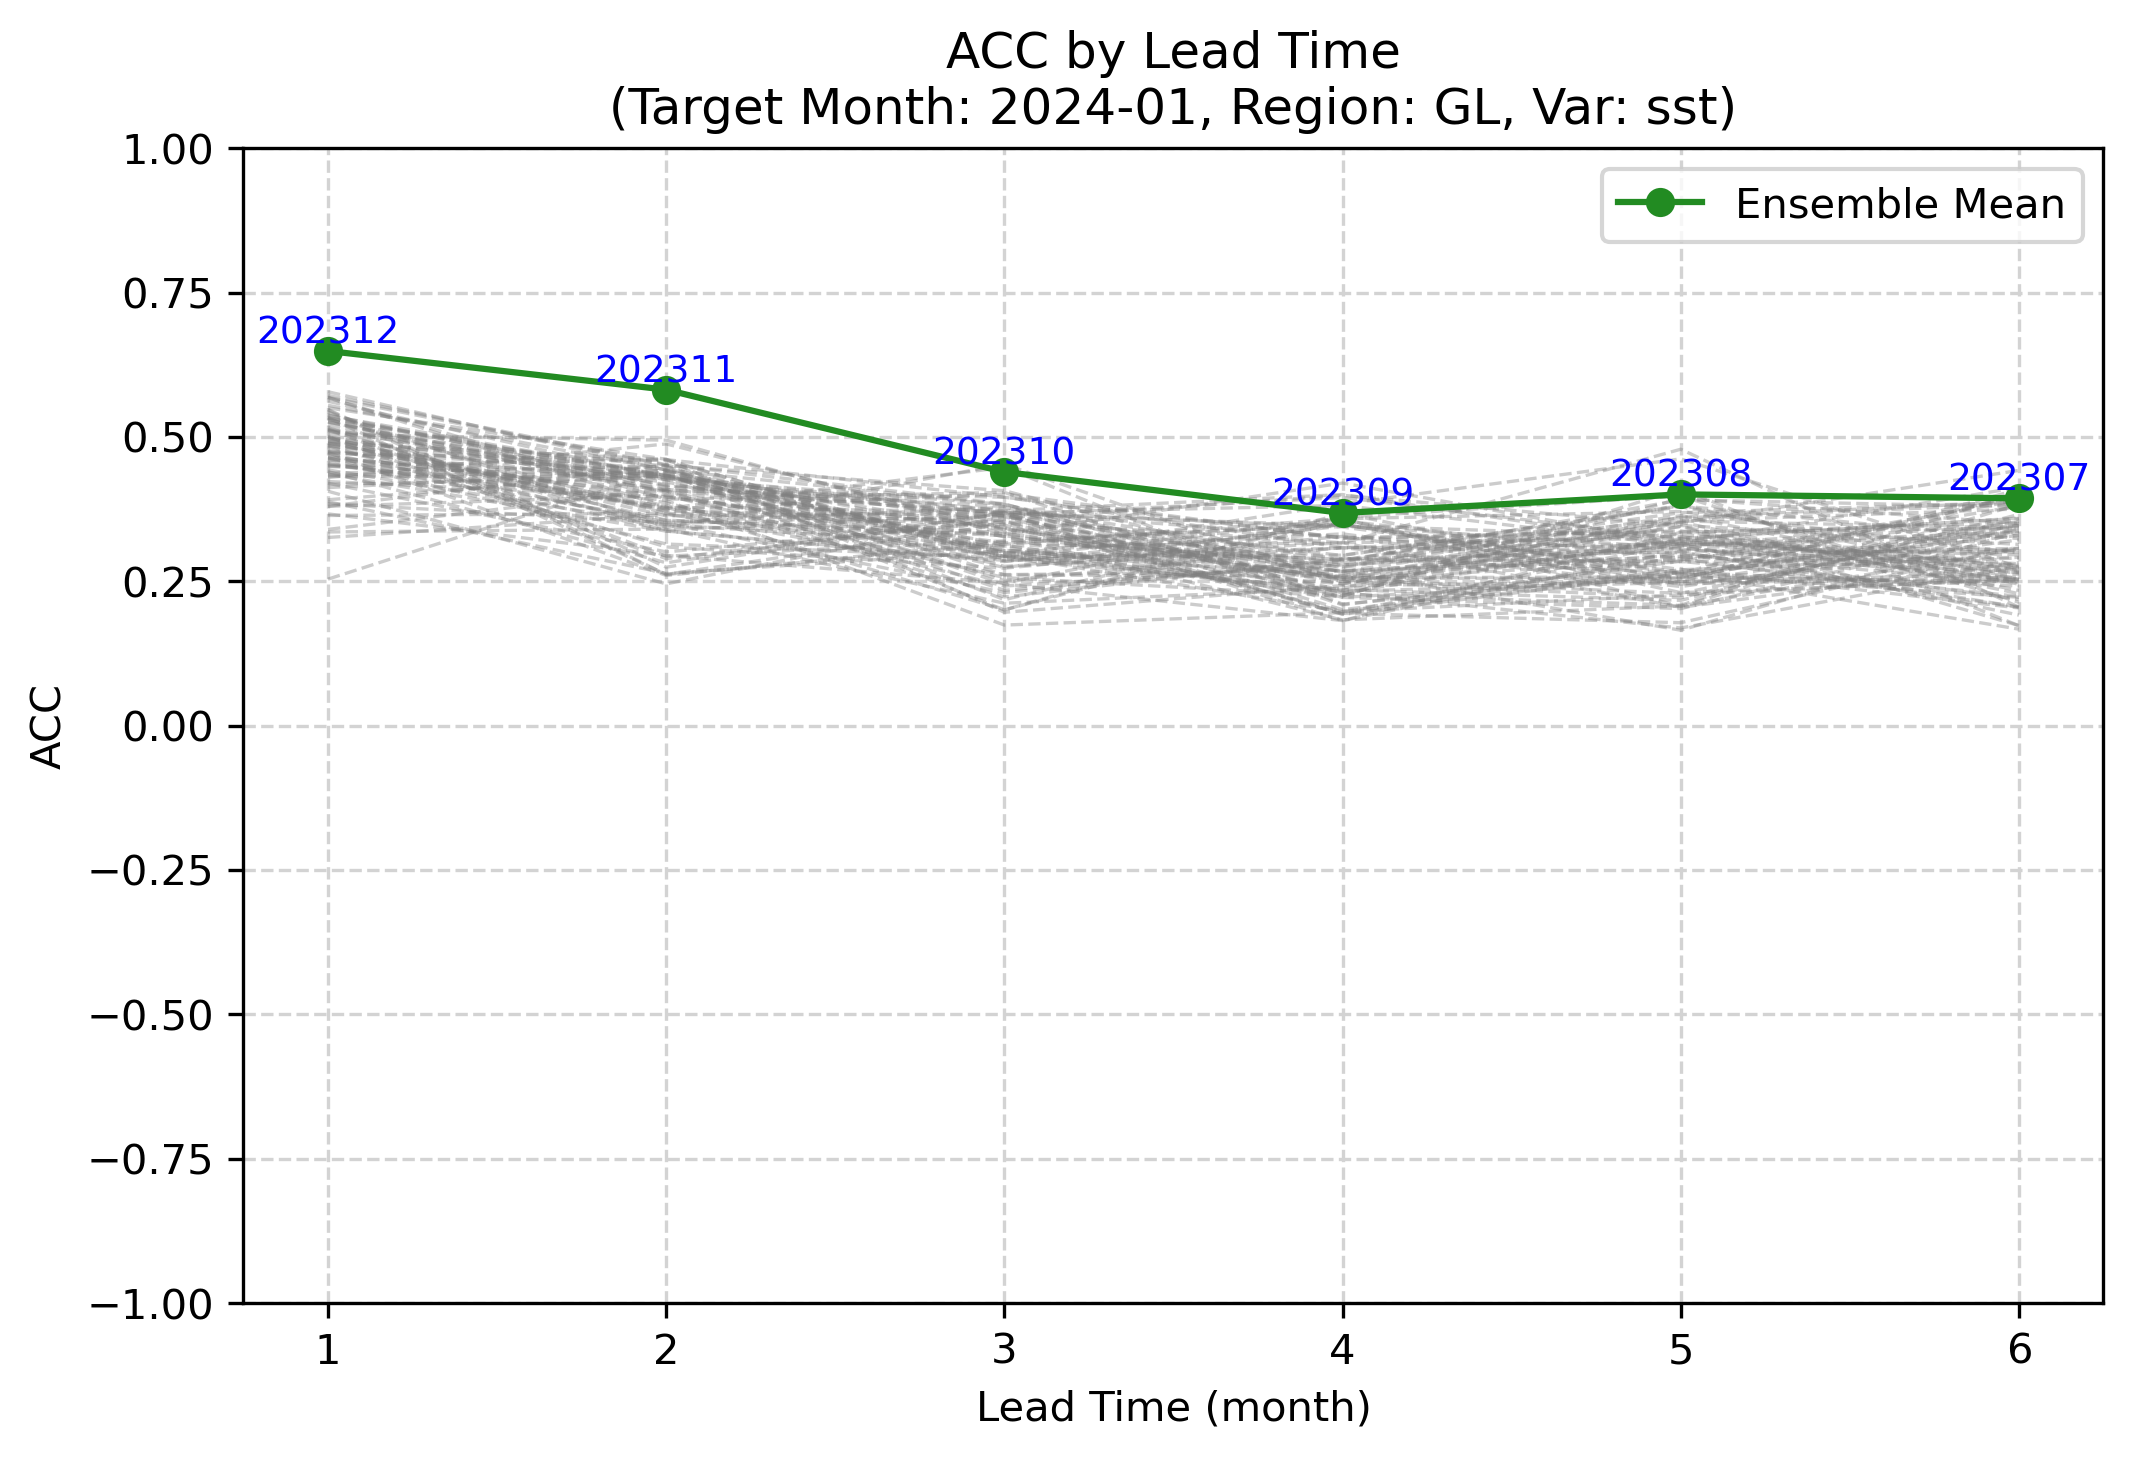 ACC by Lead Time
(Target Month: 2024-01, Region: GL, Var: sst)
1.00
0.75
0.50
0.25
0.00
−0.25
−0.50
−0.75
−1.00
ACC
Ensemble Mean
202312
202311
202310
202309
202308
202307
1 2 3 4 5 6
Lead Time (month)